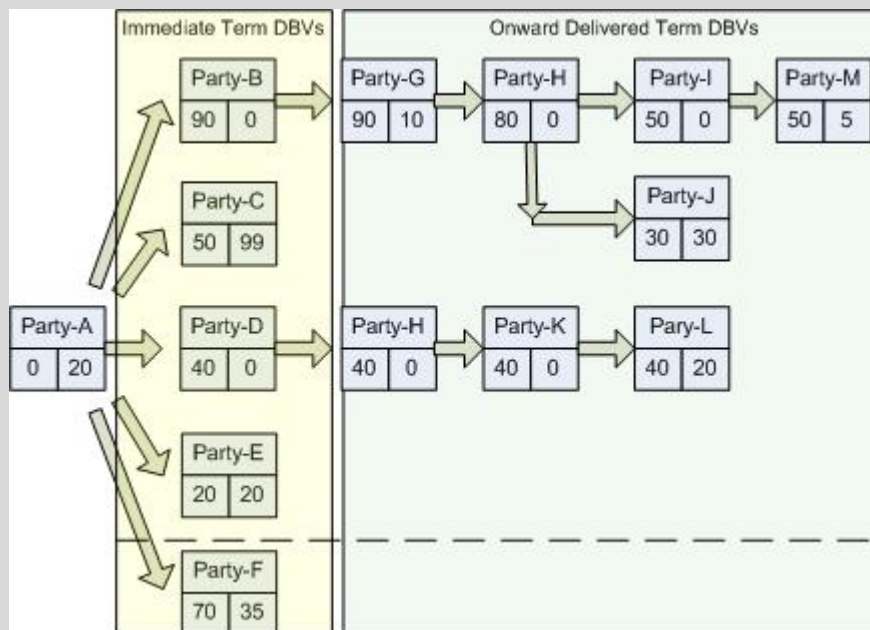 Immediate Term DBVs
Onward Delivered Term DBVs
Party-B
90 0
Party-G
90 10
Party-H
80 0
Party-I
50 0
Party-M
50 5
Party-C
50 99
Party-J
30 30
Party-A
0 20
Party-D
40 0
Party-H
40 0
Party-K
40 0
Pary-L
40 20
Party-E
20 20
Party-F
70 35